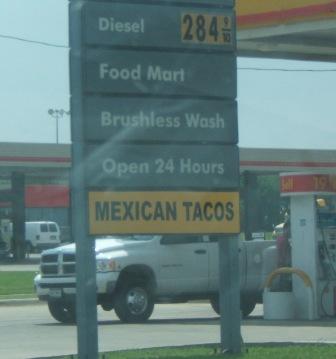 Diesel 284 9/10
Food Mart
Brushless Wash
Open 24 Hours
MEXICAN TACOS